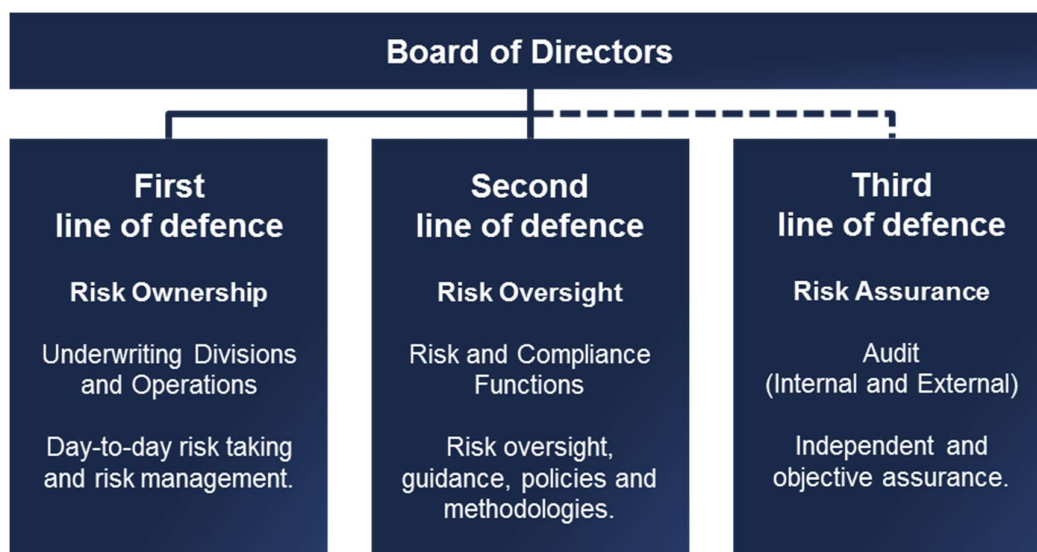 Board of Directors
First
line of defence
Risk Ownership
Underwriting Divisions
and Operations
Day-to-day risk taking
and risk management.
Second
line of defence
Risk Oversight
Risk and Compliance
Functions
Risk oversight,
guidance, policies and
methodologies.
Third
line of defence
Risk Assurance
Audit
(Internal and External)
Independent and
objective assurance.